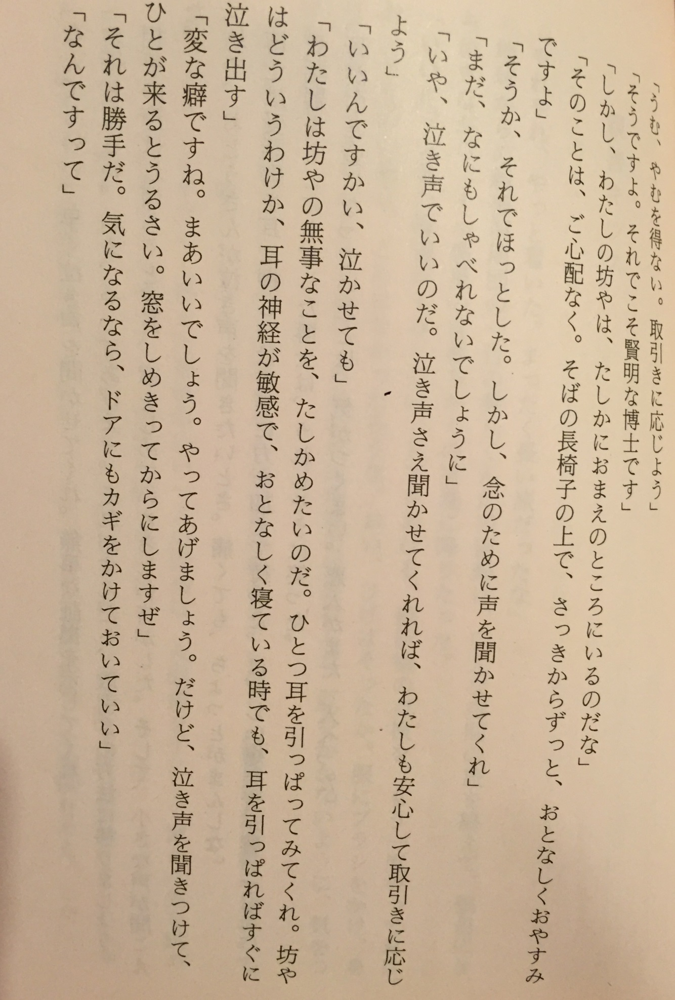 「うむ、やむを得ない。取引きに応じよう」
「そうですよ。それでこそ賢明な博士です」
「しかし、わたしの坊やは、たしかにおまえのところにいるのだな」
「そのことは、ご心配なく。そばの長椅子の上で、さっきからずっと、おとなしくおやすみ
ですよ」
「そうか、それでほっとした。しかし、念のために声を聞かせてくれ」
「まだ、なにもしゃべれないでしょうに」
「いや、泣き声でいいのだ。泣き声さえ聞かせてくれれば、わたしも安心して取引きに応じ
よう」
「いいんですかい、泣かせても」
「わたしは坊やの無事なことを、たしかめたいのだ。ひとつ耳を引っぱってみてくれ。坊や
はどういうわけか、耳の神経が敏感で、おとなしく寝ている時でも、耳を引っぱればすぐに
泣き出す」
「変な癖ですね。まあいいでしょう。やってあげましょう。だけど、泣き声を聞きつけて、
ひとが来るとうるさい。窓をしめきってからにしますぜ」
「それは勝手だ。気になるなら、ドアにもカギをかけておいていい」
「なんですって」